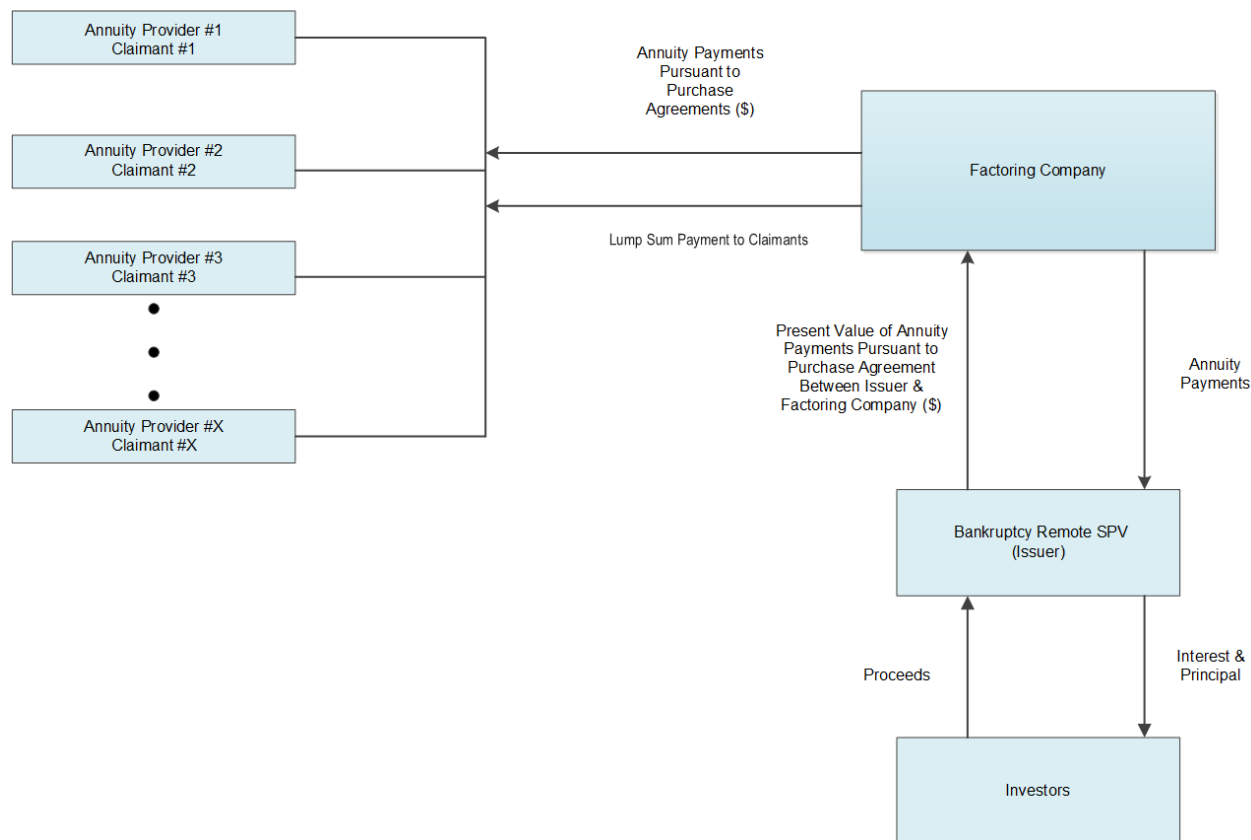 Annuity Provider #1
Claimant #1
Annuity Provider #2
Claimant #2
Annuity Provider #3
Claimant #3
Annuity Provider #X
Claimant #X
Annuity Payments
Pursuant to
Purchase
Agreements ($)
Lump Sum Payment to Claimants
Factoring Company
Present Value of Annuity
Payments Pursuant to
Purchase Agreement
Between Issuer &
Factoring Company ($)
Annuity
Payments
Bankruptcy Remote SPV
(Issuer)
Proceeds
Interest &
Principal
Investors